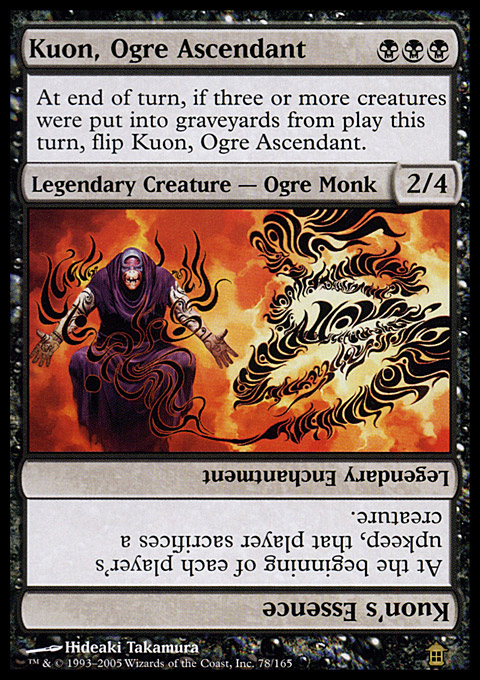 Kuon, Ogre Ascendant
At end of turn, if three or more creatures
were put into graveyards from play this
turn, flip Kuon, Ogre Ascendant.
Legendary Creature — Ogre Monk 2/4
Kuon's Essence
At the beginning of each player's
upkeep, that player sacrifices a
creature.
Legendary Enchantment
Hideaki Takamura
™ & © 1993–2005 Wizards of the Coast, Inc. 78/165